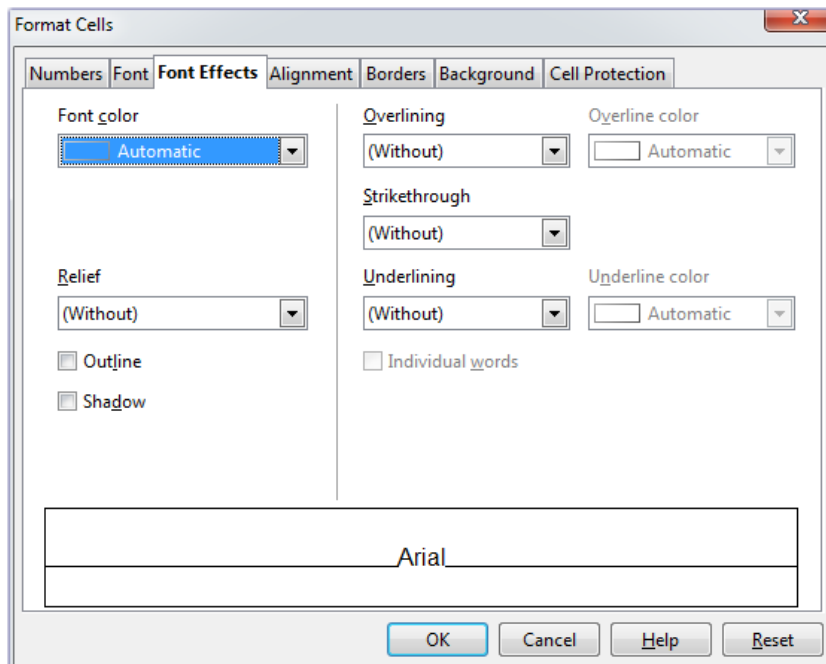 Format Cells
Numbers Font Font Effects Alignment Borders Background Cell Protection
Font color
Automatic
Overlining
(Without)
Overline color
Automatic
Strikethrough
(Without)
Relief
(Without)
Underlining
(Without)
Underline color
Automatic
Outline
Individual words
Shadow
Arial
OK Cancel Help Reset